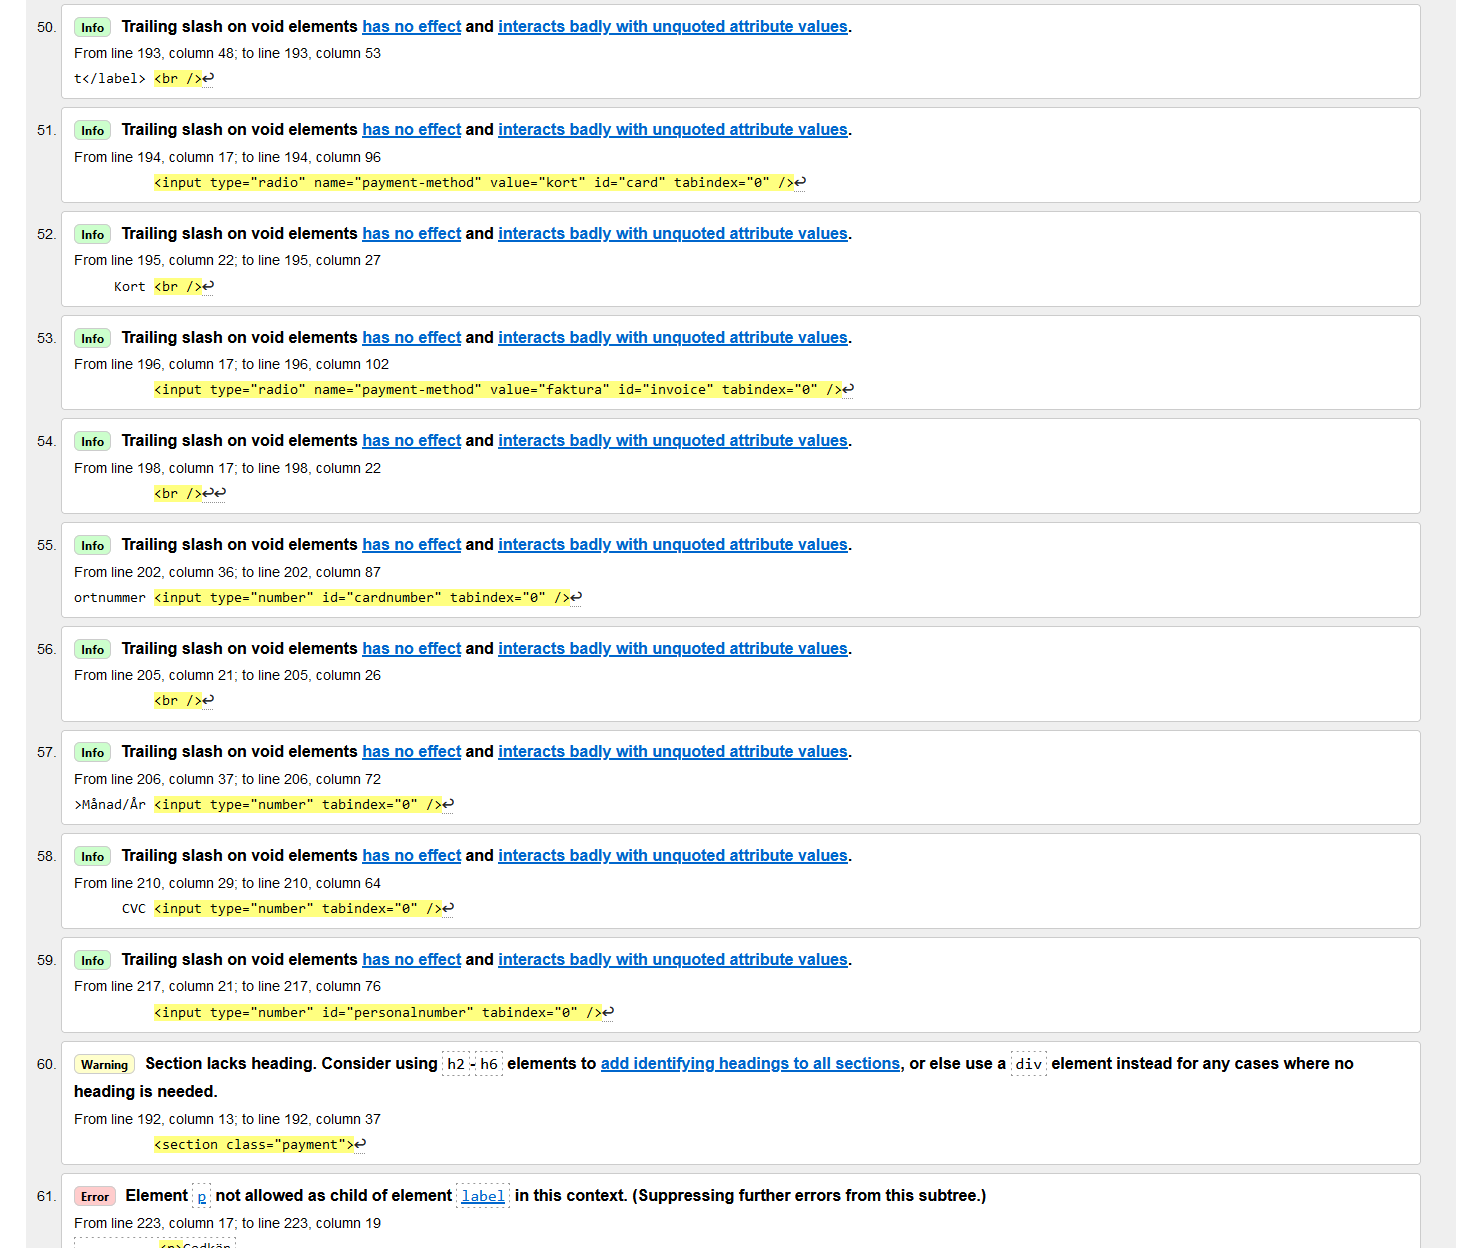 50. Info Trailing slash on void elements has no effect and interacts badly with unquoted attribute values.
From line 193, column 48; to line 193, column 53
t</label> <br />↩
51. Info Trailing slash on void elements has no effect and interacts badly with unquoted attribute values.
From line 194, column 17; to line 194, column 96
<input type="radio" name="payment-method" value="kort" id="card" tabindex="0" />↩
52. Info Trailing slash on void elements has no effect and interacts badly with unquoted attribute values.
From line 195, column 22; to line 195, column 27
Kort <br />↩
53. Info Trailing slash on void elements has no effect and interacts badly with unquoted attribute values.
From line 196, column 17; to line 196, column 102
<input type="radio" name="payment-method" value="faktura" id="invoice" tabindex="0" />↩
54. Info Trailing slash on void elements has no effect and interacts badly with unquoted attribute values.
From line 198, column 17; to line 198, column 22
<br />↩↩
55. Info Trailing slash on void elements has no effect and interacts badly with unquoted attribute values.
From line 202, column 36; to line 202, column 87
ortnummer <input type="number" id="cardnumber" tabindex="0" />↩
56. Info Trailing slash on void elements has no effect and interacts badly with unquoted attribute values.
From line 205, column 21; to line 205, column 26
<br />↩
57. Info Trailing slash on void elements has no effect and interacts badly with unquoted attribute values.
From line 206, column 37; to line 206, column 72
>Månad/År <input type="number" tabindex="0" />↩
58. Info Trailing slash on void elements has no effect and interacts badly with unquoted attribute values.
From line 210, column 29; to line 210, column 64
CVC <input type="number" tabindex="0" />↩
59. Info Trailing slash on void elements has no effect and interacts badly with unquoted attribute values.
From line 217, column 21; to line 217, column 76
<input type="number" id="personalnumber" tabindex="0" />↩
60. Warning Section lacks heading. Consider using h2-h6 elements to add identifying headings to all sections, or else use a div element instead for any cases where no
heading is needed.
From line 192, column 13; to line 192, column 37
<section class="payment">↩
61. Error Element p not allowed as child of element label in this context. (Suppressing further errors from this subtree.)
From line 223, column 17; to line 223, column 19